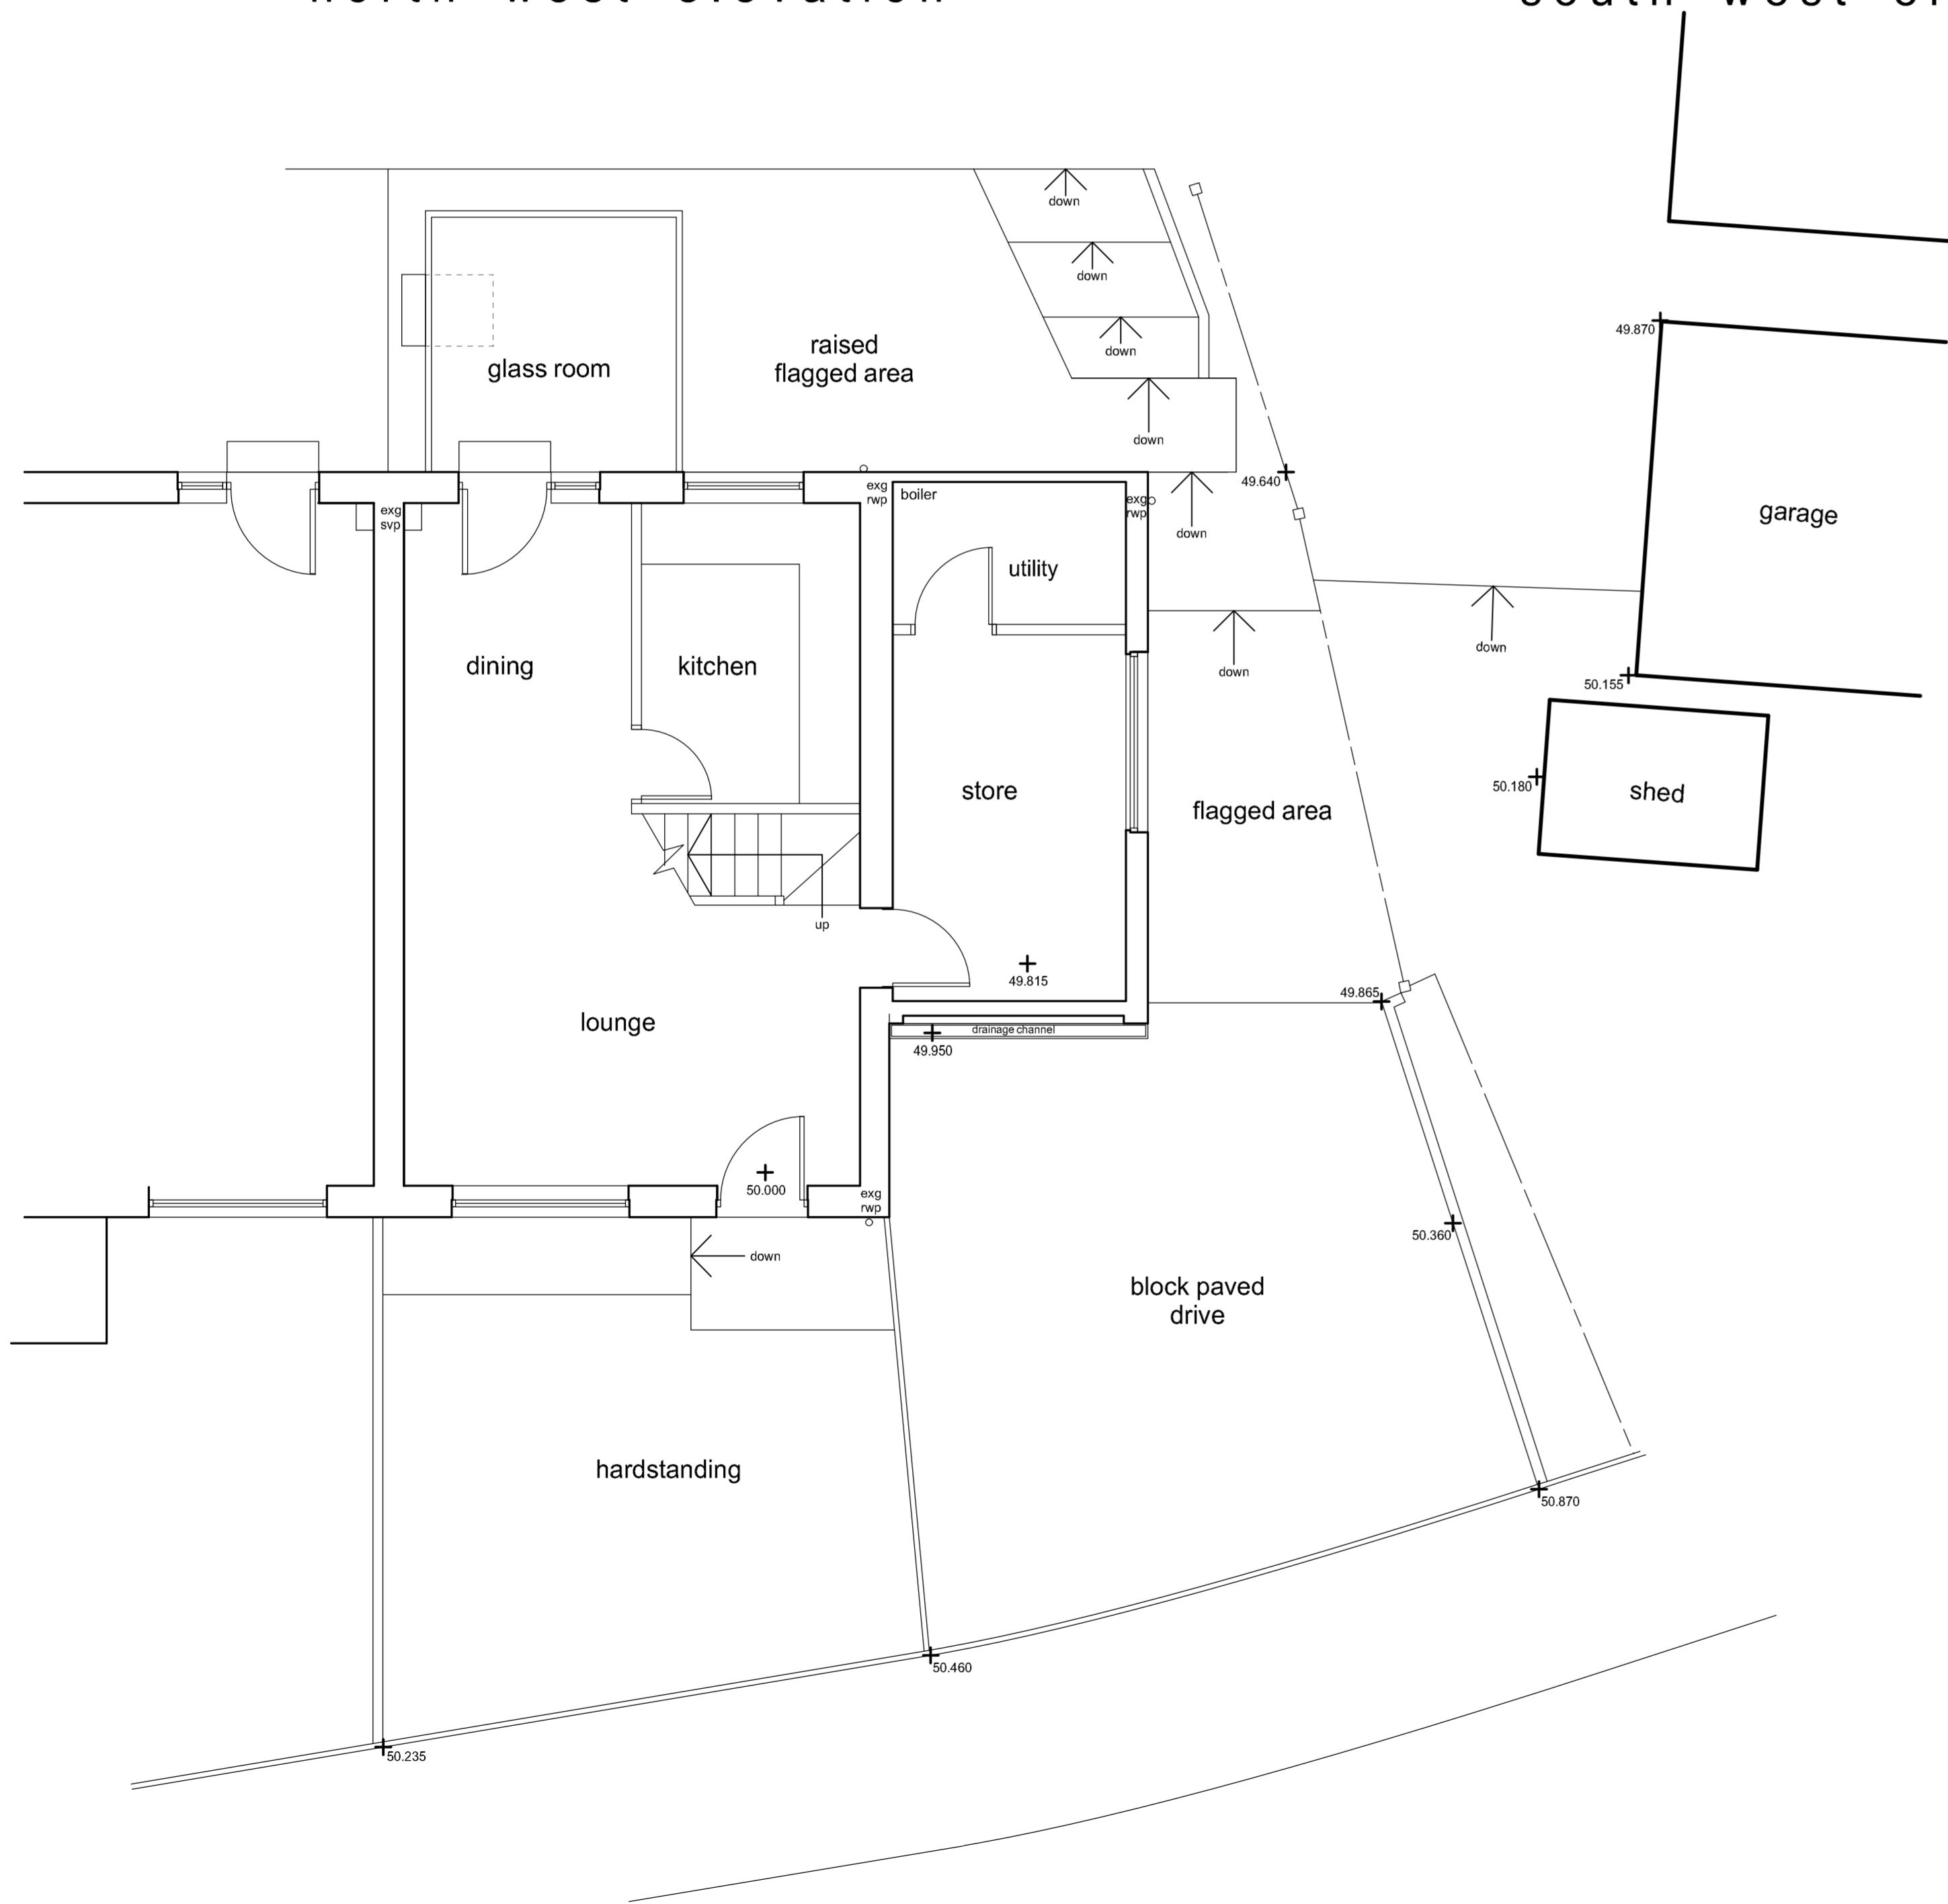 down
down
49.870
raised
flagged area
down
glass room
down
49.640
exg
rwp
boiler
exg
rwp
exg
svp
garage
down
utility
down
down
dining
kitchen
50.155
50.180
shed
store
flagged area
up
49.815
49.865
lounge
drainage channel
49.950
50.000
exg
rwp
50.360
down
block paved
drive
hardstanding
50.870
50.460
50.235